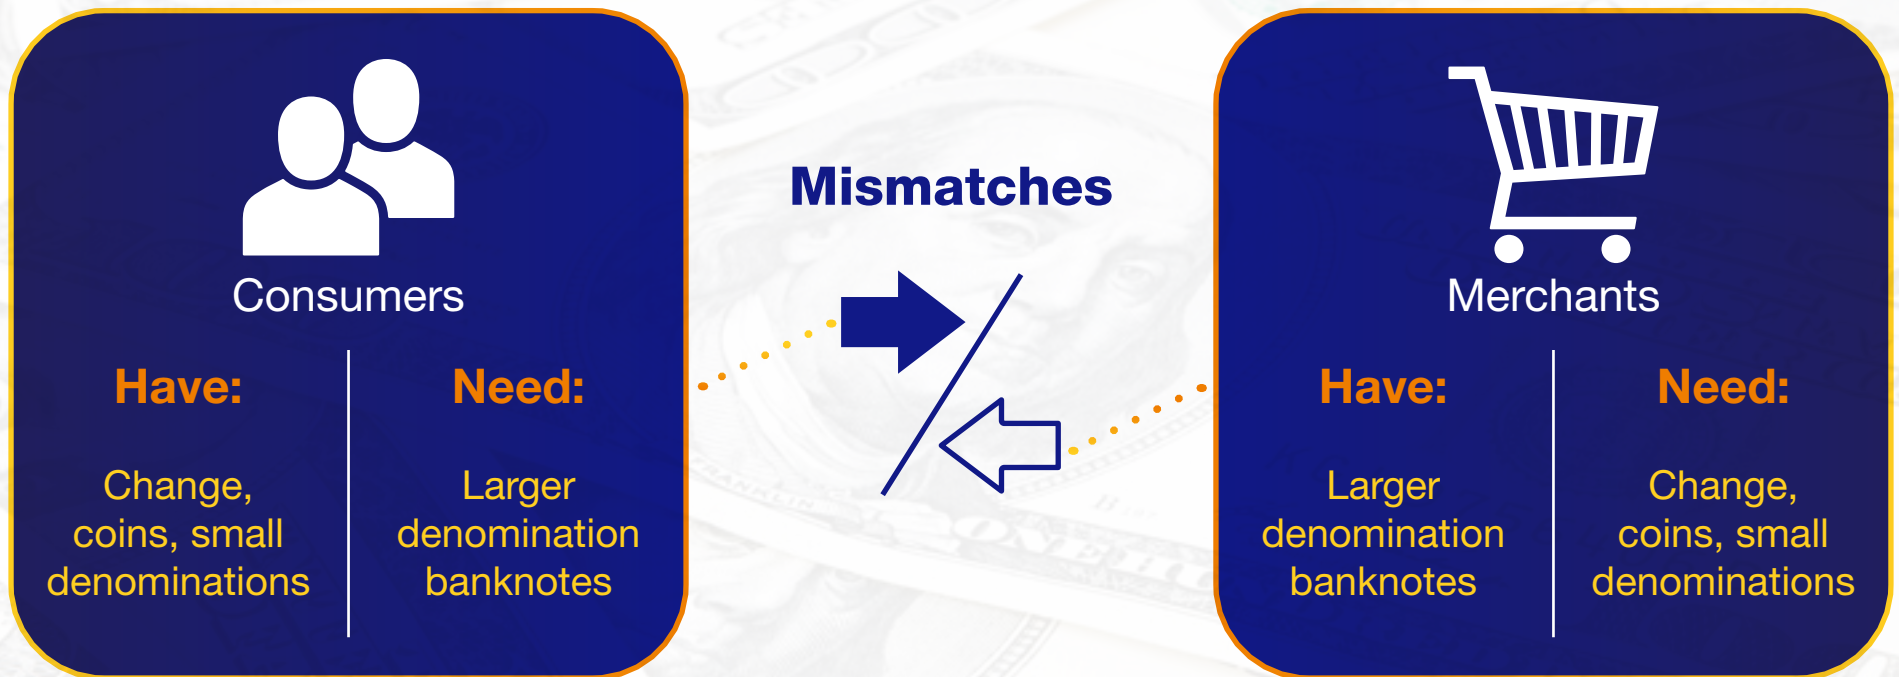 Consumers
Have:
Change,
coins, small
denominations
Need:
Larger
denomination
banknotes
Mismatches
Merchants
Have:
Larger
denomination
banknotes
Need:
Change,
coins, small
denominations